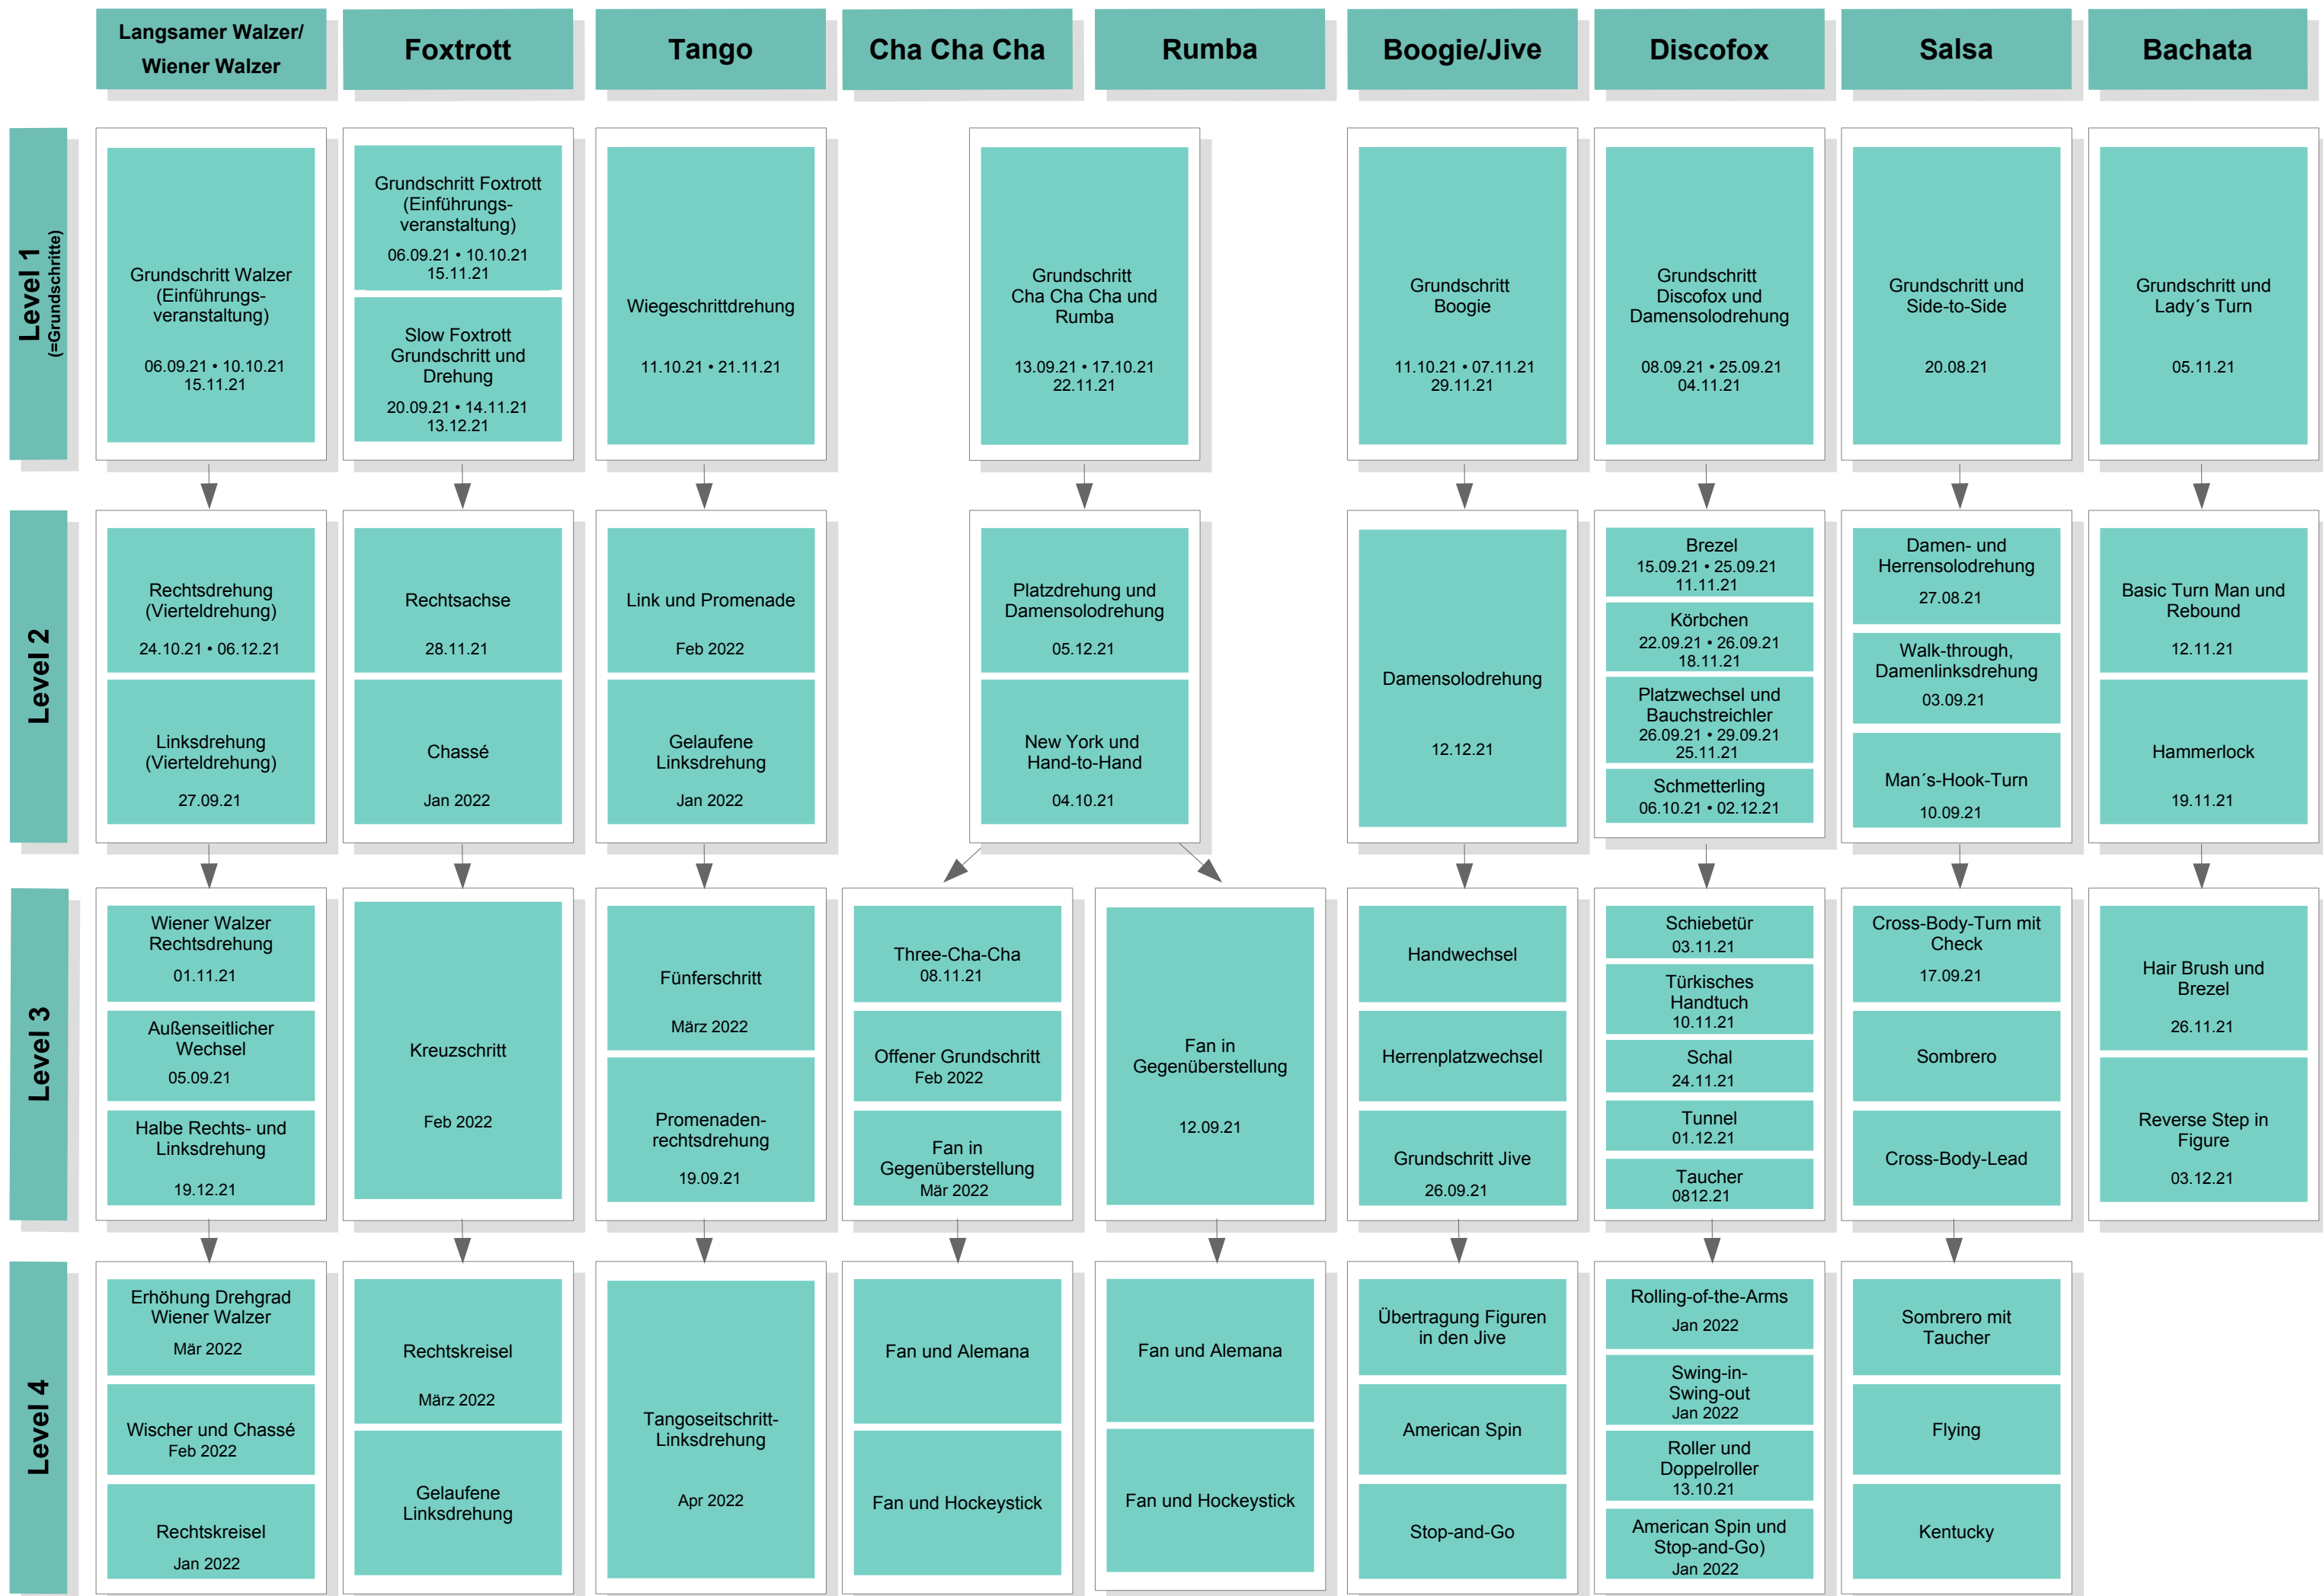 Langsamer Walzer/
Wiener Walzer
Foxtrott
Tango
Cha Cha Cha
Rumba
Boogie/Jive
Discofox
Salsa
Bachata
Level 1
(=Grundschritte)
Grundschritt Walzer
(Einführungs-
veranstaltung)
06.09.21 • 10.10.21
15.11.21
Grundschritt Foxtrott
(Einführungs-
veranstaltung)
06.09.21 • 10.10.21
15.11.21
Slow Foxtrott
Grundschritt und
Drehung
20.09.21 • 14.11.21
13.12.21
Wiegeschrittdrehung
11.10.21 • 21.11.21
Grundschritt
Cha Cha Cha und
Rumba
13.09.21 • 17.10.21
22.11.21
Grundschritt
Boogie
11.10.21 • 07.11.21
29.11.21
Grundschritt
Discofox und
Damensolodrehung
08.09.21 • 25.09.21
04.11.21
Grundschritt und
Side-to-Side
20.08.21
Grundschritt und
Lady´s Turn
05.11.21
Level 2
Rechtsdrehung
(Vierteldrehung)
24.10.21 • 06.12.21
Linksdrehung
(Vierteldrehung)
27.09.21
Rechtsachse
28.11.21
Chassé
Jan 2022
Link und Promenade
Feb 2022
Gelaufene
Linksdrehung
Jan 2022
Platzdrehung und
Damensolodrehung
05.12.21
New York und
Hand-to-Hand
04.10.21
Damensolodrehung
12.12.21
Brezel
15.09.21 • 25.09.21
11.11.21
Körbchen
22.09.21 • 26.09.21
18.11.21
Platzwechsel und
Bauchstreichler
26.09.21 • 29.09.21
25.11.21
Schmetterling
06.10.21 • 02.12.21
Damen- und
Herrensolodrehung
27.08.21
Walk-through,
Damenlinksdrehung
03.09.21
Man´s-Hook-Turn
10.09.21
Basic Turn Man und
Rebound
12.11.21
Hammerlock
19.11.21
Level 3
Wiener Walzer
Rechtsdrehung
01.11.21
Außenseitlicher
Wechsel
05.09.21
Halbe Rechts- und
Linksdrehung
19.12.21
Kreuzschritt
Feb 2022
Fünferschritt
März 2022
Promenaden-
rechtsdrehung
19.09.21
Three-Cha-Cha
08.11.21
Offener Grundschritt
Feb 2022
Fan in
Gegenüberstellung
Mär 2022
Fan in
Gegenüberstellung
12.09.21
Handwechsel
Herrenplatzwechsel
Grundschritt Jive
26.09.21
Schiebetür
03.11.21
Türkisches
Handtuch
10.11.21
Schal
24.11.21
Tunnel
01.12.21
Taucher
0812.21
Cross-Body-Turn mit
Check
17.09.21
Sombrero
Cross-Body-Lead
Hair Brush und
Brezel
26.11.21
Reverse Step in
Figure
03.12.21
Level 4
Erhöhung Drehgrad
Wiener Walzer
Mär 2022
Wischer und Chassé
Feb 2022
Rechtskreisel
Jan 2022
Rechtskreisel
März 2022
Gelaufene
Linksdrehung
Tangoseitschritt-
Linksdrehung
Apr 2022
Fan und Alemana
Fan und Hockeystick
Fan und Alemana
Fan und Hockeystick
Übertragung Figuren
in den Jive
American Spin
Stop-and-Go
Rolling-of-the-Arms
Jan 2022
Swing-in-
Swing-out
Jan 2022
Roller und
Doppelroller
13.10.21
American Spin und
Stop-and-Go)
Jan 2022
Sombrero mit
Taucher
Flying
Kentucky